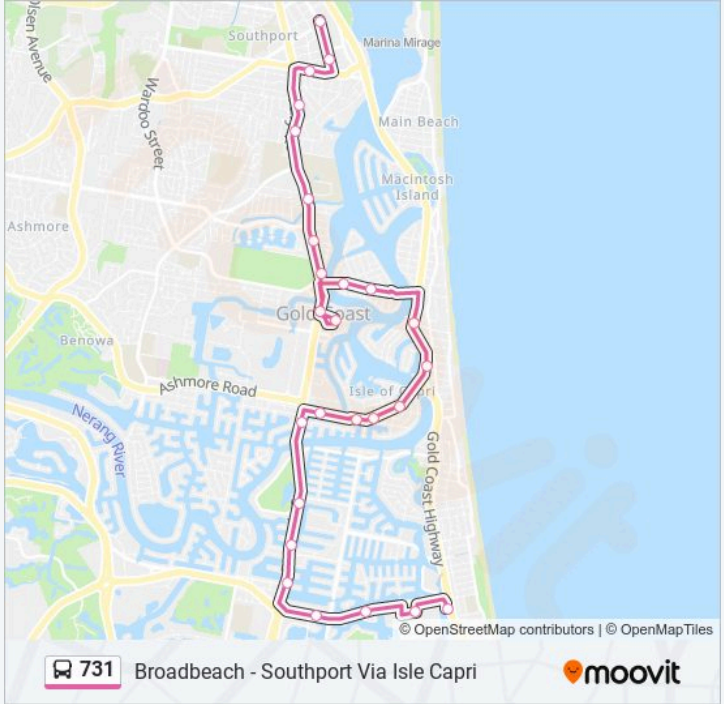 Olsen Avenue
Southport
Marina Mirage
Wardoo Street
Main Beach
Macintosh
Island
Ashmore
Gold Coast
Benowa
Ashmore Road
Isle of Capri
Nerang River
Gold Coast Highway
© OpenStreetMap contributors | © OpenMapTiles
731 Broadbeach - Southport Via Isle Capri
moovit